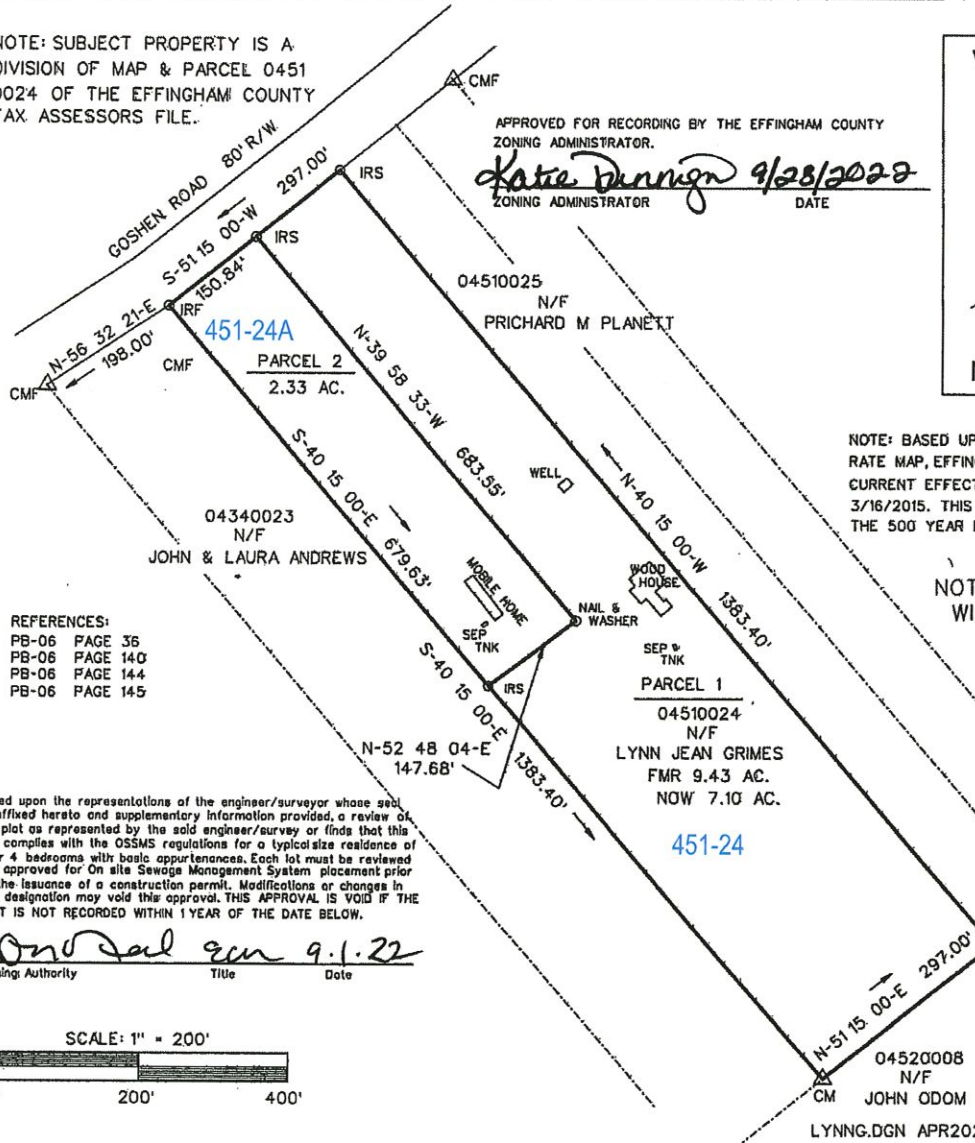 NOTE: SUBJECT PROPERTY IS A
DIVISION OF MAP & PARCEL 0451
0024 OF THE EFFINGHAM COUNTY
TAX ASSESSORS FILE.
CMF
APPROVED FOR RECORDING BY THE EFFINGHAM COUNTY
ZONING ADMINISTRATOR.
Katie 9/28/2022
ZONING ADMINISTRATOR DATE
GOSHEN ROAD 80' R/W
S-51 15 00-W 297.00'
IRS
IRS
150.84'
IRF
N-56 32 21-E
198.00'
CMF
CMF
451-24A
PARCEL 2
2.33 AC.
04510025
N/F
PRICHARD M PLANETT
N-39 58 33-W 683.55'
S-40 15 00-E 679.63'
WELL
N-40 15 00-W 1383.40'
04340023
N/F
JOHN & LAURA ANDREWS
MOBILE HOME
SEP
TNK
NAIL &
WASHER
WOOD
HOUSE
SEP
TNK
NOTE: BASED UP
RATE MAP, EFFIN
CURRENT EFFECT
3/16/2015. THIS
THE 500 YEAR
NOT
WI
REFERENCES:
PB-06 PAGE 36
PB-06 PAGE 140
PB-06 PAGE 144
PB-06 PAGE 145
IRS
S-40 15 00-E 1383.40'
N-52 48 04-E
147.68'
PARCEL 1
04510024
N/F
LYNN JEAN GRIMES
FMR 9.43 AC.
NOW 7.10 AC.
451-24
ed upon the representations of the engineer/surveyor whose seal
affixed hereto and supplementary information provided, a review of
plat as represented by the said engineer/survey or finds that this
complies with the OSSMS regulations for a typical size residence of
r 4 bedrooms with basic appurtenances. Each lot must be reviewed
approved for On site Sewage Management System placement prior
the issuance of a construction permit. Modifications or changes in
designation may void this approval. THIS APPROVAL IS VOID IF THE
T IS NOT RECORDED WITHIN 1 YEAR OF THE DATE BELOW.
9.1.22
ing Authority Title Date
SCALE: 1" = 200'
200' 400'
N-51 15 00-E 297.00'
CM
04520008
N/F
JOHN ODOM
LYNNG.DGN APR20